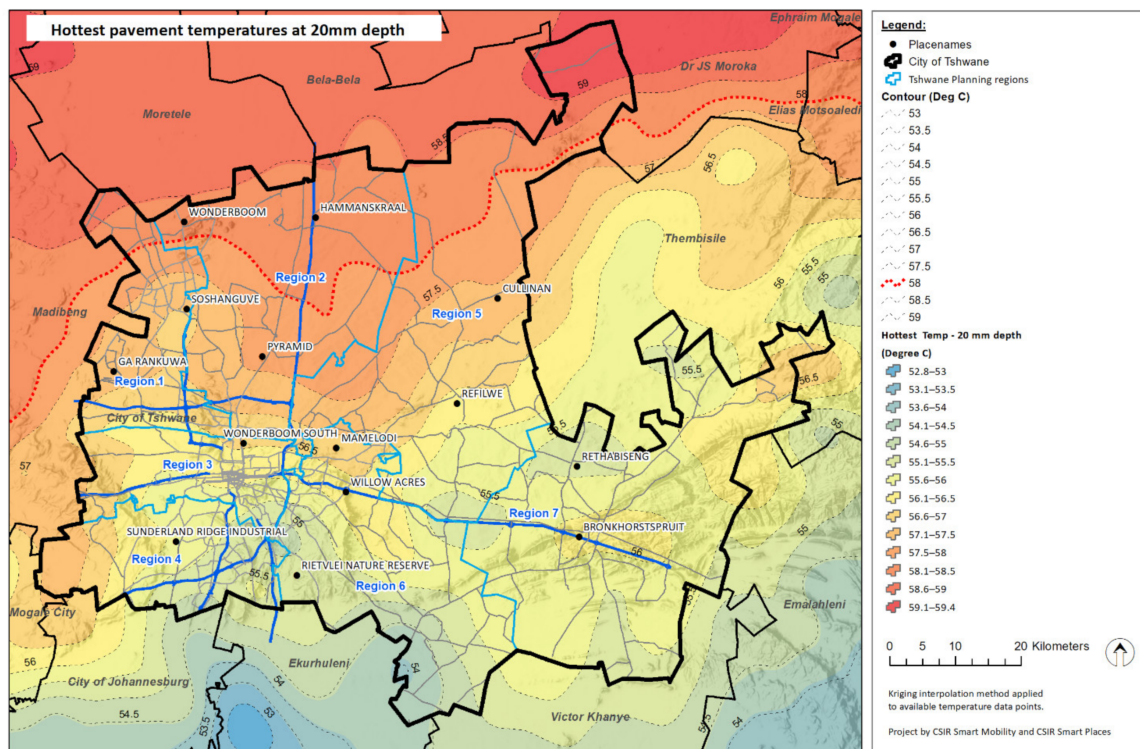 Hottest pavement temperatures at 20mm depth
Ephraim Mogale
59
Bela-Bela
Dr JS Moroka
59
58
Elias Motsoaledi
Moretele
58.5
57
56.5
WONDERBOOM
HAMMANSKRAAL
Thembisile
55.5
55
56
Region 2
57.5
CULLINAN
Region 5
Madibeng
SOSHANGUVE
PYRAMID
GA RANKUWA
Region 1
55.5
56.5
REFILWE
City of Tshwane
WONDERBOOM SOUTH
MAMELODI
56.5
55
57
Region 3
RETHABISENG
WILLOW ACRES
55.5
Region 7
55
BRONKHORSTSPRUIT
SUNDERLAND RIDGE INDUSTRIAL
55
56
Region 4
55.5
RIETVLEI NATURE RESERVE
Region 6
Mogale City
Emalahleni
56
Ekurhuleni
54
City of Johannesburg
54
54.5
53.5
53
Victor Khanye
54
Legend:
Placenames
City of Tshwane
Tshwane Planning regions
Contour (Deg C)
53
53.5
54
54.5
55
55.5
56
56.5
57
57.5
58
58.5
59
Hottest Temp - 20 mm depth
(Degree C)
52.8–53
53.1–53.5
53.6–54
54.1–54.5
54.6–55
55.1–55.5
55.6–56
56.1–56.5
56.6–57
57.1–57.5
57.5–58
58.1–58.5
58.6–59
59.1–59.4
0 5 10 20 Kilometers
Kriging interpolation method applied
to available temperature data points.
Project by CSIR Smart Mobility and CSIR Smart Places